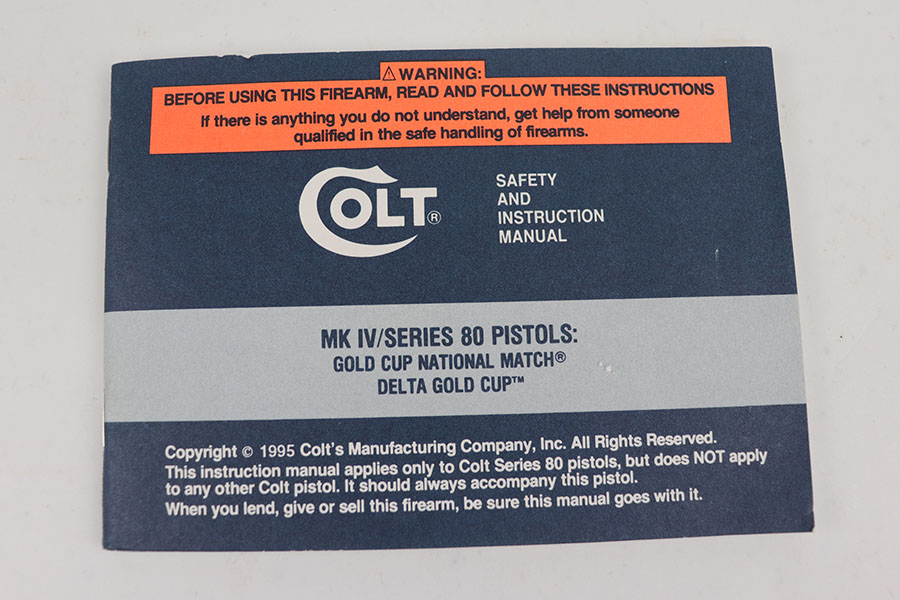 ⚠ WARNING:
BEFORE USING THIS FIREARM, READ AND FOLLOW THESE INSTRUCTIONS
If there is anything you do not understand, get help from someone
qualified in the safe handling of firearms.
COLT®
SAFETY
AND
INSTRUCTION
MANUAL
MK IV/SERIES 80 PISTOLS:
GOLD CUP NATIONAL MATCH®
DELTA GOLD CUP™
Copyright © 1995 Colt's Manufacturing Company, Inc. All Rights Reserved.
This instruction manual applies only to Colt Series 80 pistols, but does NOT apply
to any other Colt pistol. It should always accompany this pistol.
When you lend, give or sell this firearm, be sure this manual goes with it.